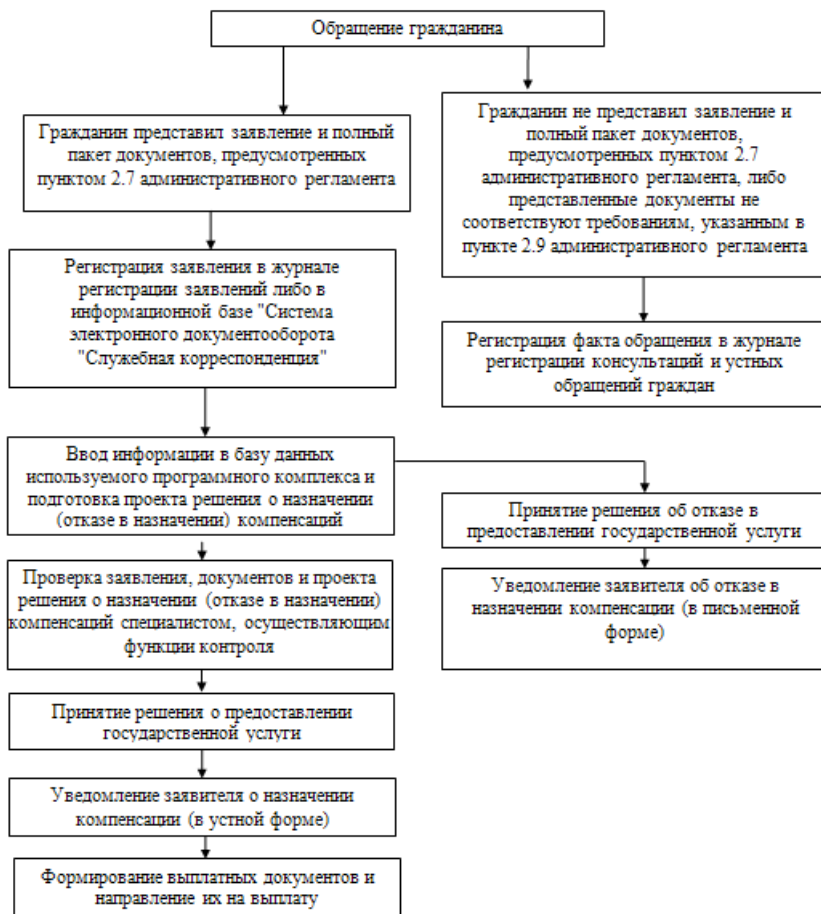 Обращение гражданина
Гражданин представил заявление и полный
пакет документов, предусмотренных
пунктом 2.7 административного регламента
Гражданин не представил заявление и
полный пакет документов,
предусмотренных пунктом 2.7
административного регламента, либо
представленные документы не
соответствуют требованиям, указанным в
пункте 2.9 административного регламента
Регистрация заявления в журнале
регистрации заявлений либо в
информационной базе "Система
электронного документооборота
"Служебная корреспонденция"
Регистрация факта обращения в журнале
регистрации консультаций и устных
обращений граждан
Ввод информации в базу данных
используемого программного комплекса и
подготовка проекта решения о назначении
(отказе в назначении) компенсаций
Принятие решения об отказе в
предоставлении государственной услуги
Проверка заявления, документов и проекта
решения о назначении (отказе в назначении)
компенсаций специалистом, осуществляющим
функции контроля
Уведомление заявителя об отказе в
назначении компенсации (в письменной
форме)
Принятие решения о предоставлении
государственной услуги
Уведомление заявителя о назначении
компенсации (в устной форме)
Формирование выплатных документов и
направление их на выплату